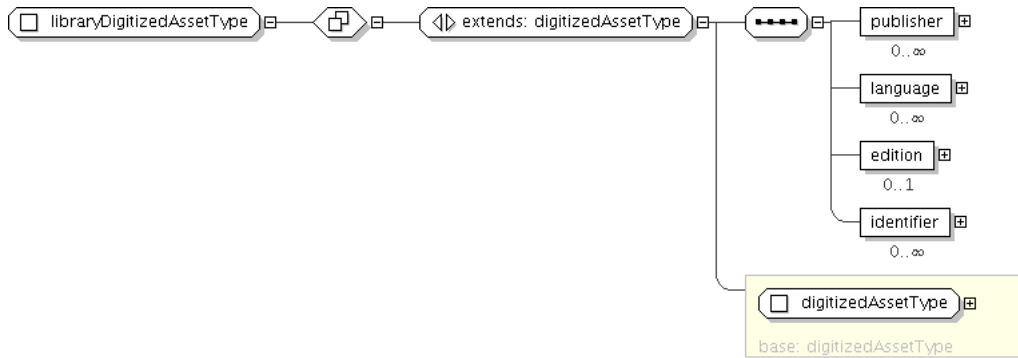 libraryDigitizedAssetType
extends: digitizedAssetType
publisher
0..∞
language
0..∞
edition
0..1
identifier
0..∞
digitizedAssetType
base: digitizedAssetType